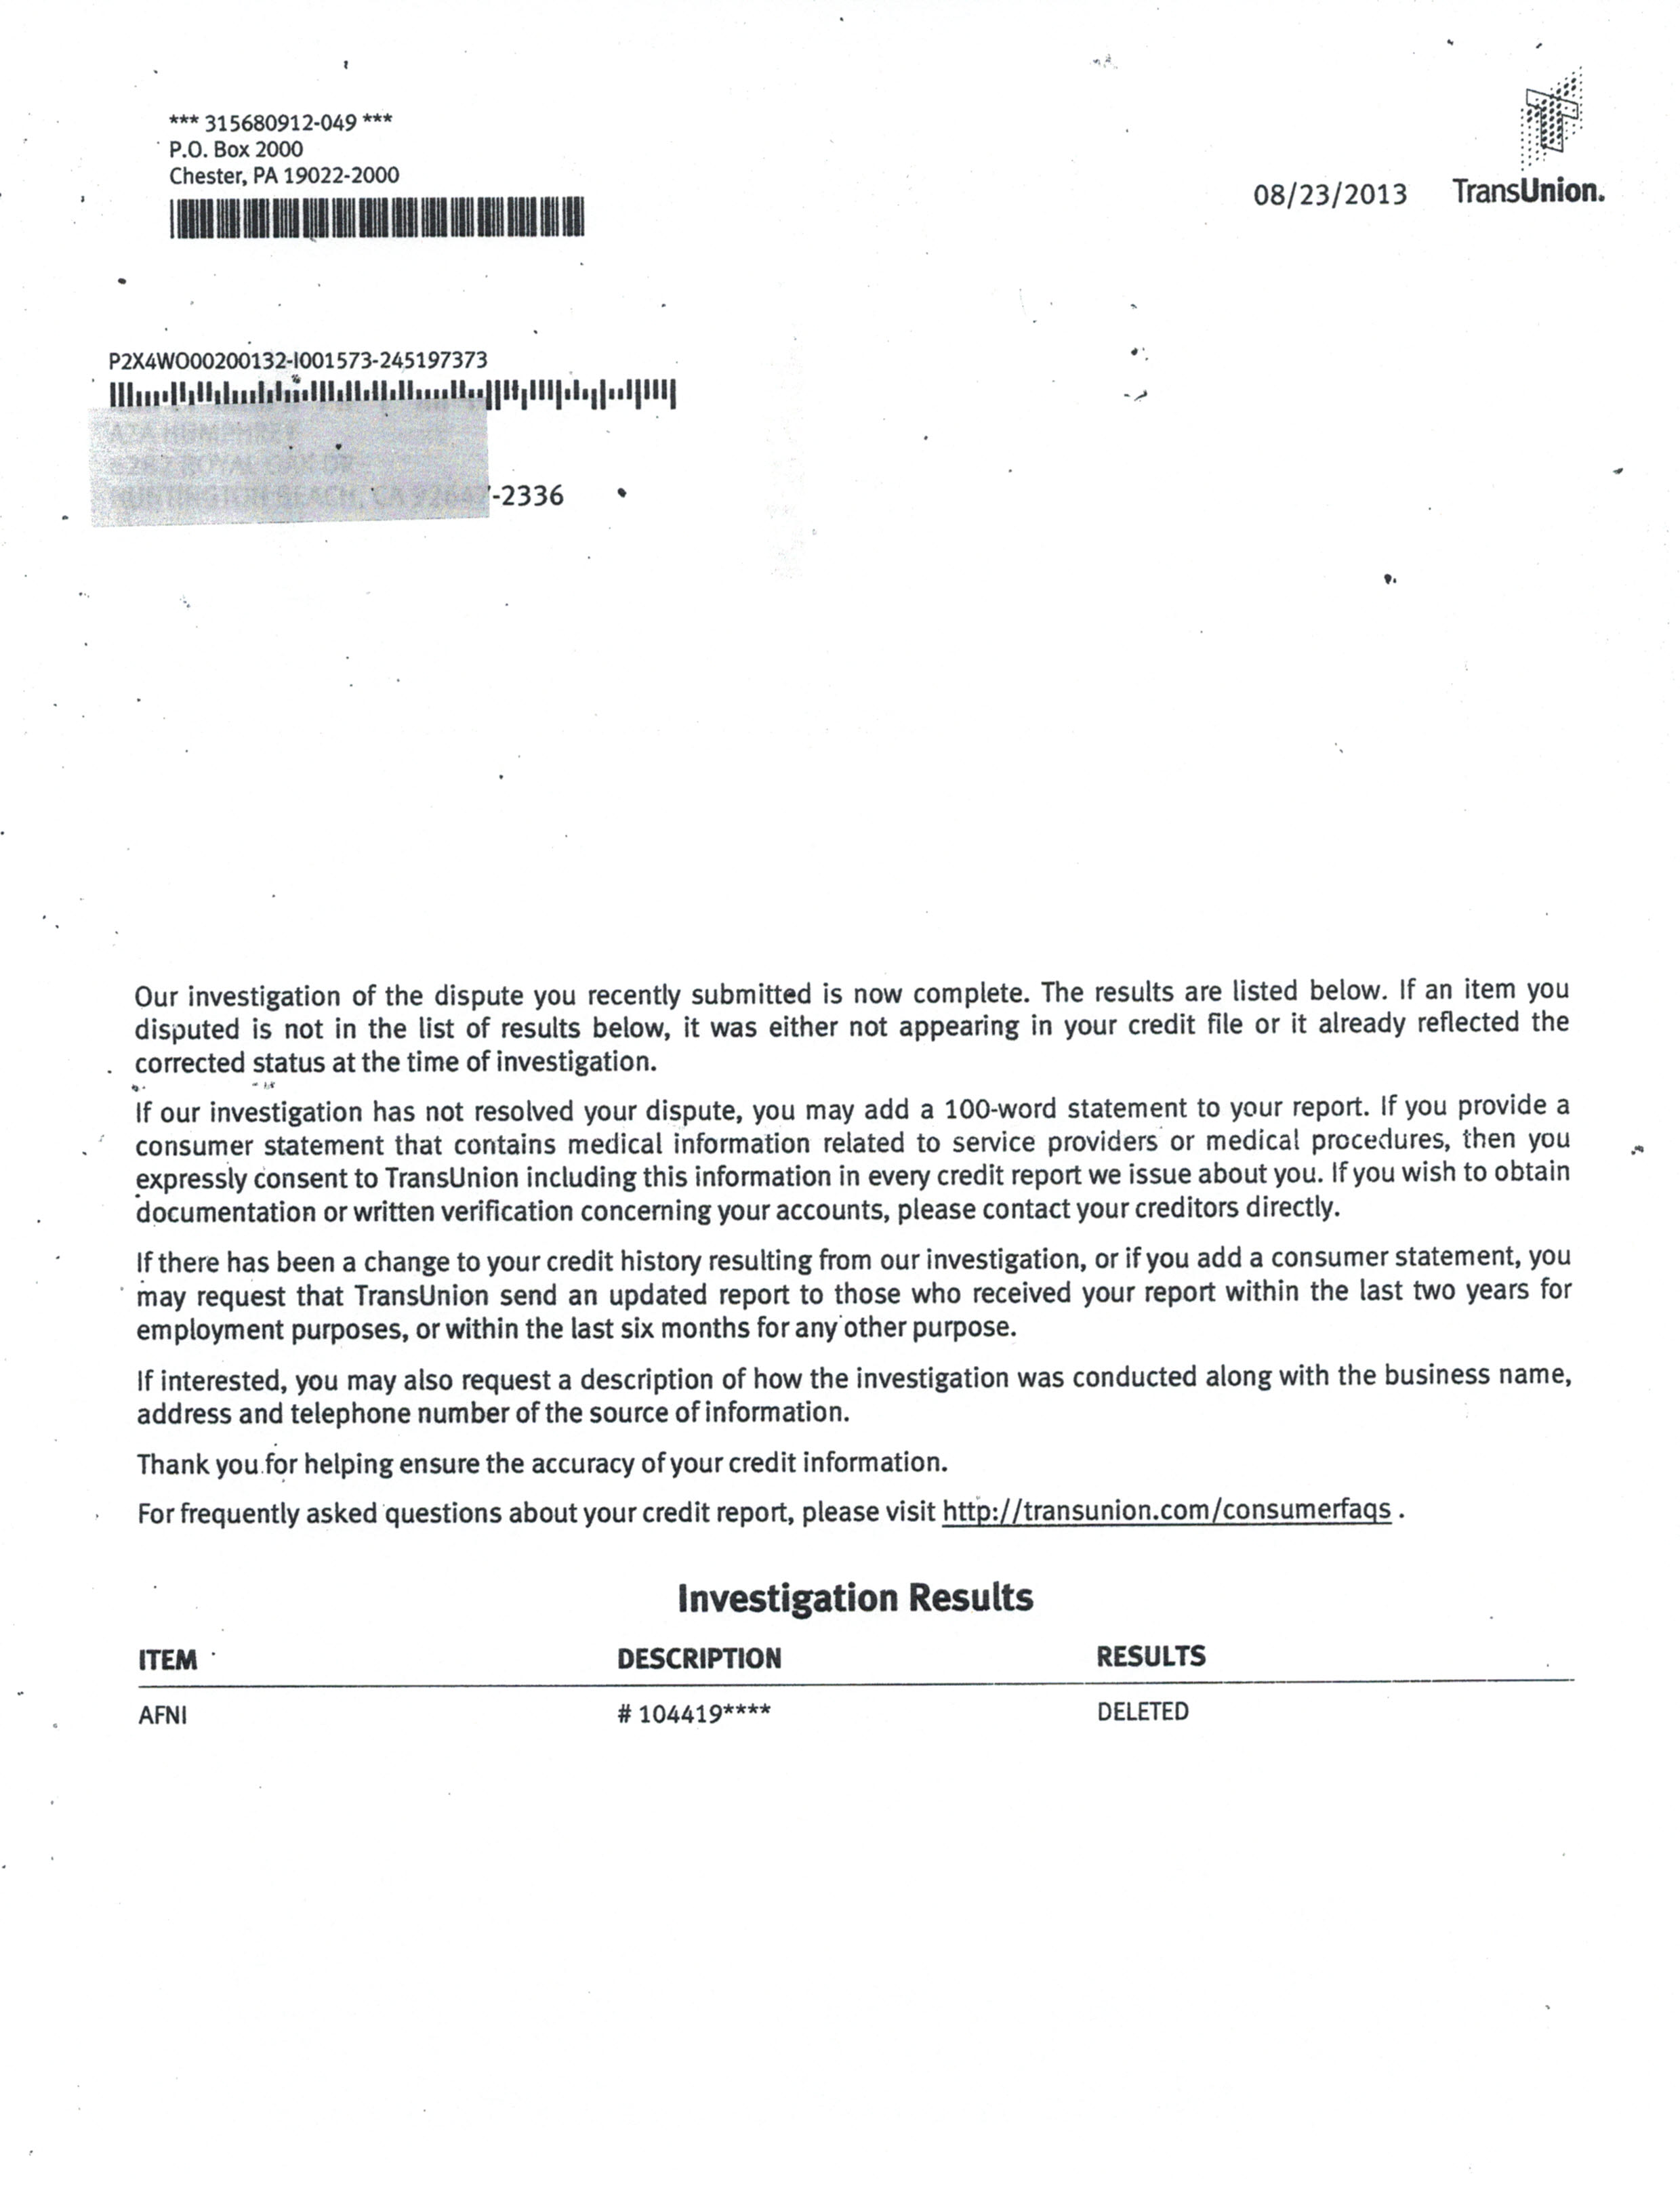 *** 315680912-049 ***
P.O. Box 2000
Chester, PA 19022-2000
08/23/2013 TransUnion.
P2X4WO00200132-I001573-245197373
-2336
Our investigation of the dispute you recently submitted is now complete. The results are listed below. If an item you
disputed is not in the list of results below, it was either not appearing in your credit file or it already reflected the
corrected status at the time of investigation.
If our investigation has not resolved your dispute, you may add a 100-word statement to your report. If you provide a
consumer statement that contains medical information related to service providers or medical procedures, then you
expressly consent to TransUnion including this information in every credit report we issue about you. If you wish to obtain
documentation or written verification concerning your accounts, please contact your creditors directly.
If there has been a change to your credit history resulting from our investigation, or if you add a consumer statement, you
may request that TransUnion send an updated report to those who received your report within the last two years for
employment purposes, or within the last six months for any other purpose.
If interested, you may also request a description of how the investigation was conducted along with the business name,
address and telephone number of the source of information.
Thank you for helping ensure the accuracy of your credit information.
For frequently asked questions about your credit report, please visit http://transunion.com/consumerfaqs .
Investigation Results
ITEM DESCRIPTION RESULTS
AFNI # 104419**** DELETED